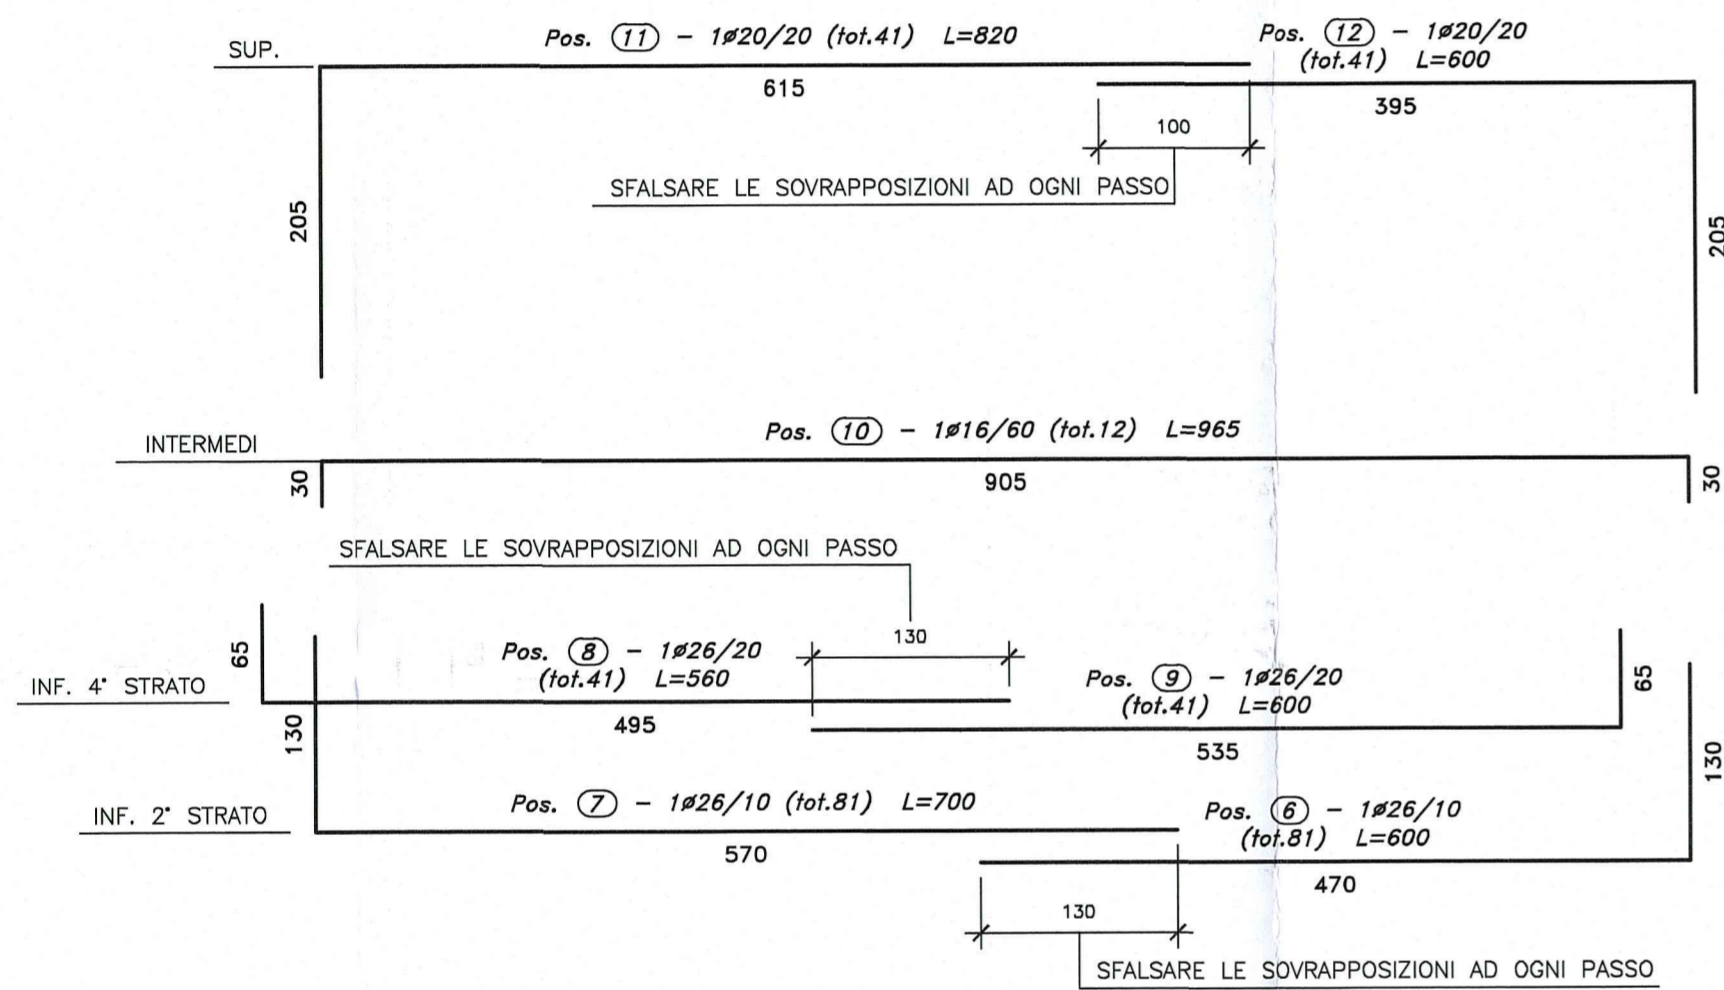 SUP.
Pos. 11 - 1ø20/20 (tot.41) L=820
615
Pos. 12 - 1ø20/20
(tot.41) L=600
395
100
SFALSARE LE SOVRAPPOSIZIONI AD OGNI PASSO
205
205
INTERMEDI
Pos. 10 - 1ø16/60 (tot.12) L=965
30
905
30
SFALSARE LE SOVRAPPOSIZIONI AD OGNI PASSO
130
65
Pos. 8 - 1ø26/20
(tot.41) L=560
INF. 4° STRATO
495
Pos. 9 - 1ø26/20
(tot.41) L=600
65
535
130
130
INF. 2° STRATO
Pos. 7 - 1ø26/10 (tot.81) L=700
570
Pos. 6 - 1ø26/10
(tot.81) L=600
470
130
SFALSARE LE SOVRAPPOSIZIONI AD OGNI PASSO